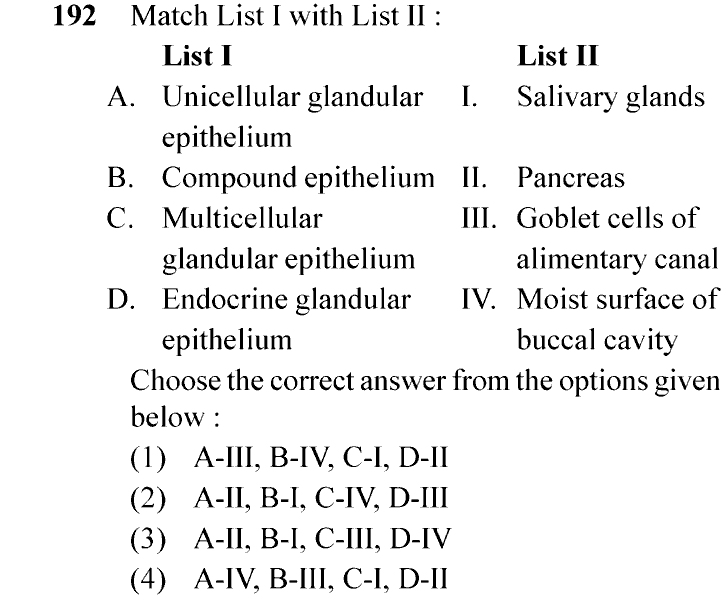 192 Match List I with List II :
List I List II
A. Unicellular glandular I. Salivary glands
epithelium
B. Compound epithelium II. Pancreas
C. Multicellular III. Goblet cells of
glandular epithelium alimentary canal
D. Endocrine glandular IV. Moist surface of
epithelium buccal cavity
Choose the correct answer from the options given
below :
(1) A-III, B-IV, C-I, D-II
(2) A-II, B-I, C-IV, D-III
(3) A-II, B-I, C-III, D-IV
(4) A-IV, B-III, C-I, D-II